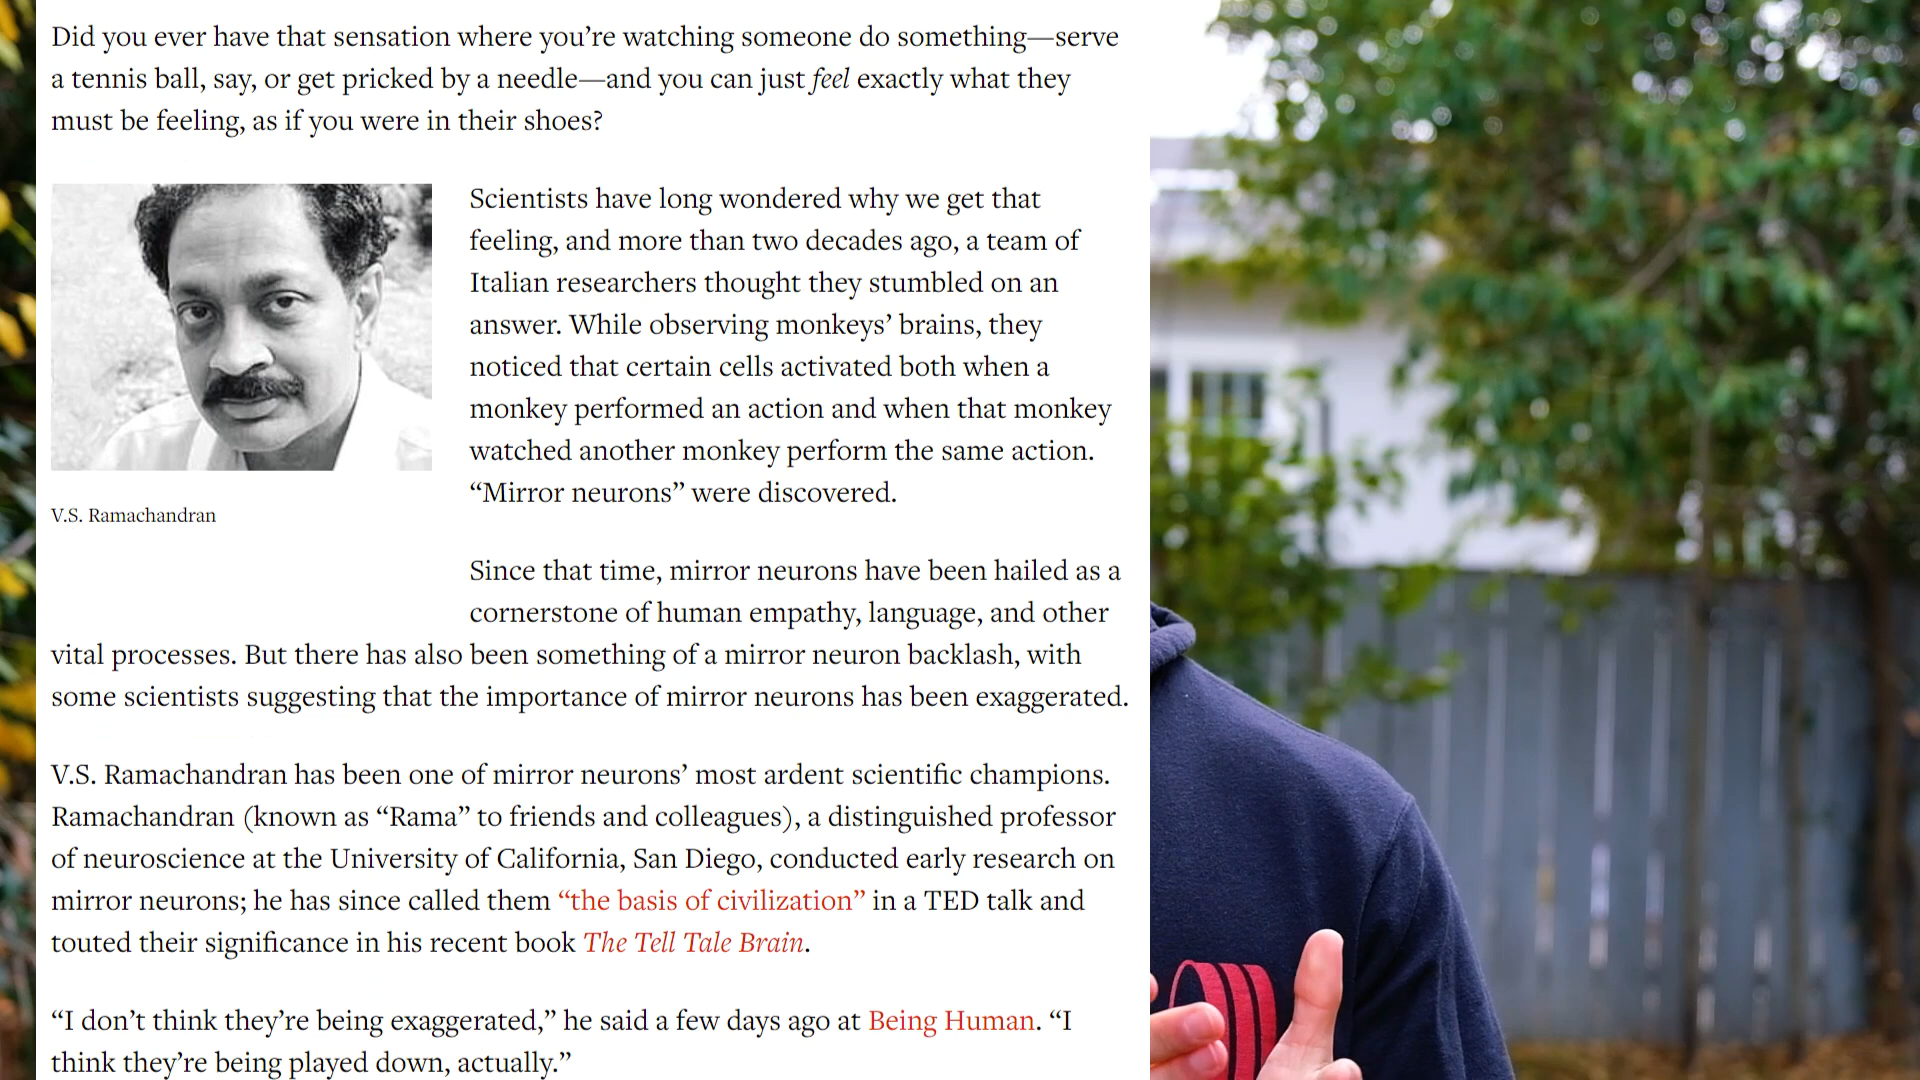 Did you ever have that sensation where you’re watching someone do something—serve
a tennis ball, say, or get pricked by a needle—and you can just feel exactly what they
must be feeling, as if you were in their shoes?
Scientists have long wondered why we get that
feeling, and more than two decades ago, a team of
Italian researchers thought they stumbled on an
answer. While observing monkeys’ brains, they
noticed that certain cells activated both when a
monkey performed an action and when that monkey
watched another monkey perform the same action.
“Mirror neurons” were discovered.
V.S. Ramachandran
Since that time, mirror neurons have been hailed as a
cornerstone of human empathy, language, and other
vital processes. But there has also been something of a mirror neuron backlash, with
some scientists suggesting that the importance of mirror neurons has been exaggerated.
V.S. Ramachandran has been one of mirror neurons’ most ardent scientific champions.
Ramachandran (known as “Rama” to friends and colleagues), a distinguished professor
of neuroscience at the University of California, San Diego, conducted early research on
mirror neurons; he has since called them “the basis of civilization” in a TED talk and
touted their significance in his recent book The Tell Tale Brain.
“I don’t think they’re being exaggerated,” he said a few days ago at Being Human. “I
think they’re being played down, actually.”